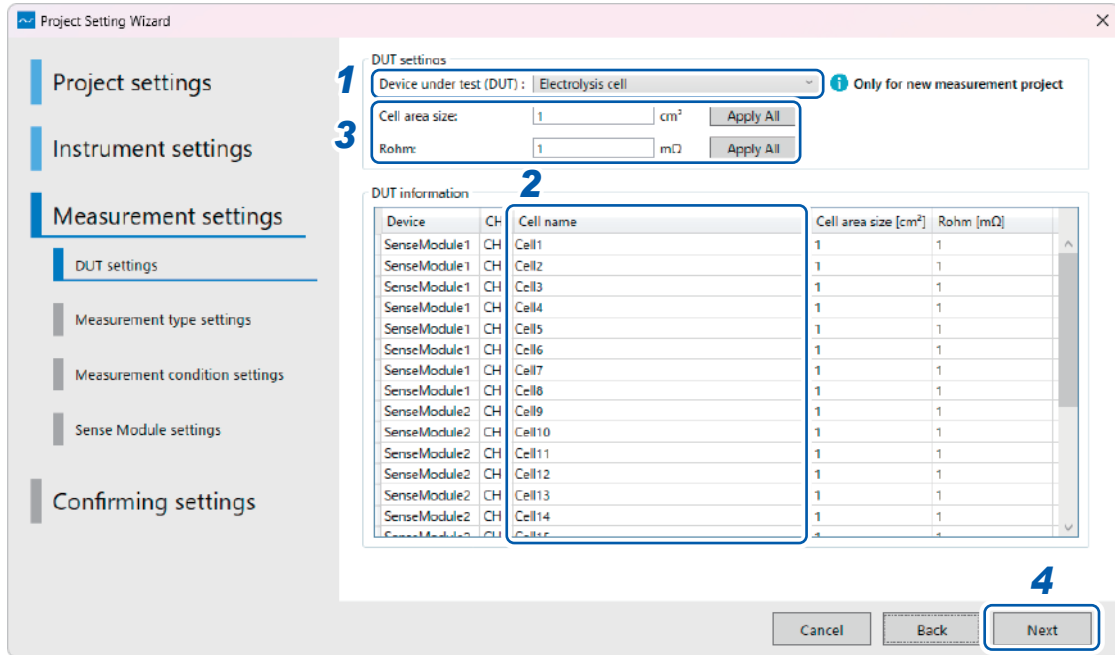 Project Setting Wizard
Project settings
Instrument settings
Measurement settings
DUT settings
Measurement type settings
Measurement condition settings
Sense Module settings
Confirming settings
DUT settings
1 Device under test (DUT) : Electrolysis cell Only for new measurement project
3
Cell area size: 1 cm² Apply All
Rohm: 1 mΩ Apply All
2
DUT information
Device CH Cell name Cell area size [cm²] Rohm [mΩ]
SenseModule1 CH Cell1 1 1
SenseModule1 CH Cell2 1 1
SenseModule1 CH Cell3 1 1
SenseModule1 CH Cell4 1 1
SenseModule1 CH Cell5 1 1
SenseModule1 CH Cell6 1 1
SenseModule1 CH Cell7 1 1
SenseModule1 CH Cell8 1 1
SenseModule2 CH Cell9 1 1
SenseModule2 CH Cell10 1 1
SenseModule2 CH Cell11 1 1
SenseModule2 CH Cell12 1 1
SenseModule2 CH Cell13 1 1
SenseModule2 CH Cell14 1 1
4
Cancel Back Next